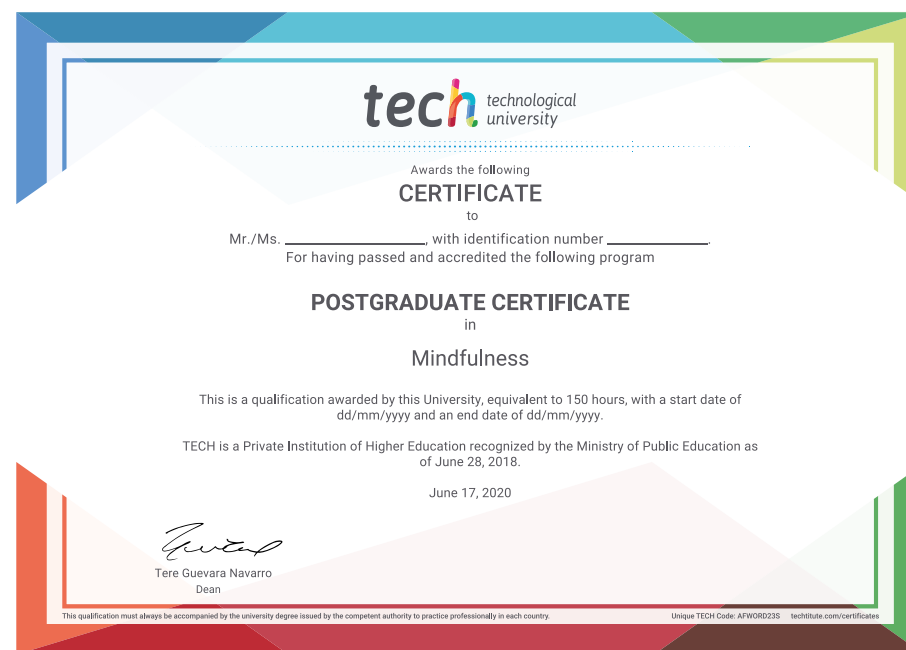 tech technological
university
Awards the following
CERTIFICATE
to
Mr./Ms. ____________________, with identification number ______________.
For having passed and accredited the following program
POSTGRADUATE CERTIFICATE
in
Mindfulness
This is a qualification awarded by this University, equivalent to 150 hours, with a start date of
dd/mm/yyyy and an end date of dd/mm/yyyy.
TECH is a Private Institution of Higher Education recognized by the Ministry of Public Education as
of June 28, 2018.
June 17, 2020
Tere Guevara Navarro
Dean
This qualification must always be accompanied by the university degree issued by the competent authority to practice professionally in each country.
Unique TECH Code: AFWORD23S techtitute.com/certificates